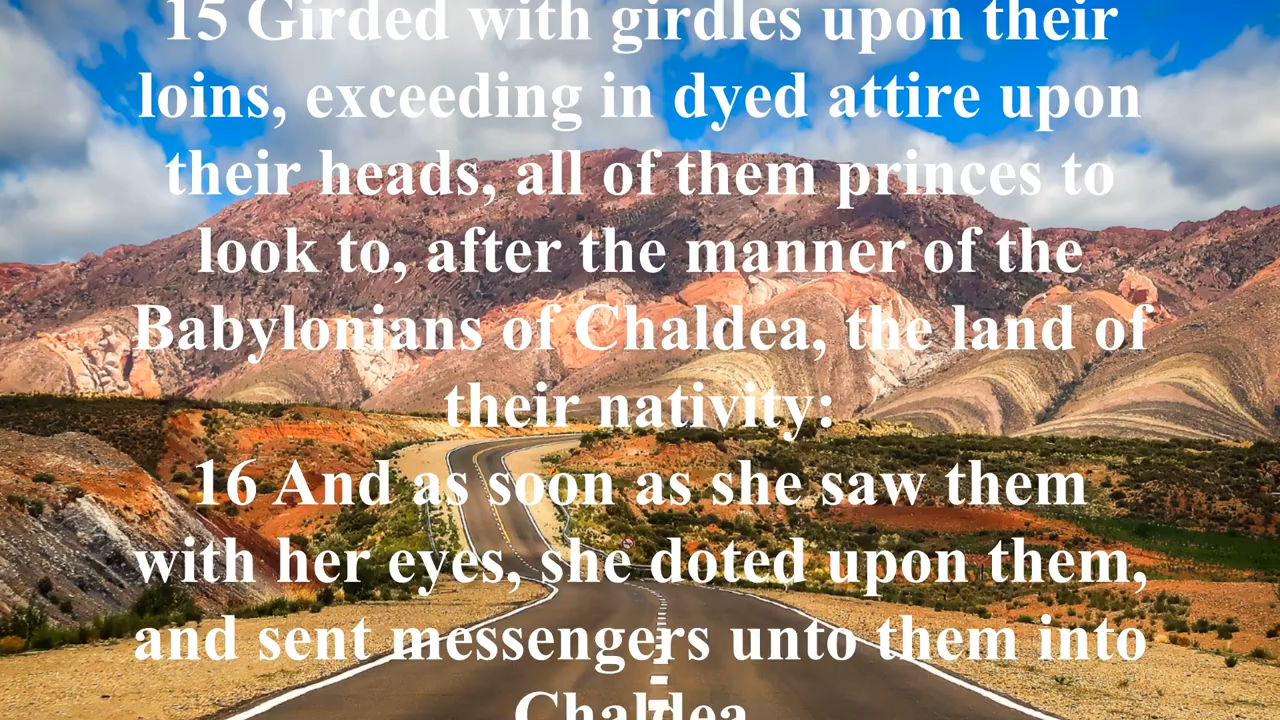 15 Girded with girdles upon their
loins, exceeding in dyed attire upon
their heads, all of them princes to
look to, after the manner of the
Babylonians of Chaldea, the land of
their nativity:
16 And as soon as she saw them
with her eyes, she doted upon them,
and sent messengers unto them into
Chaldea